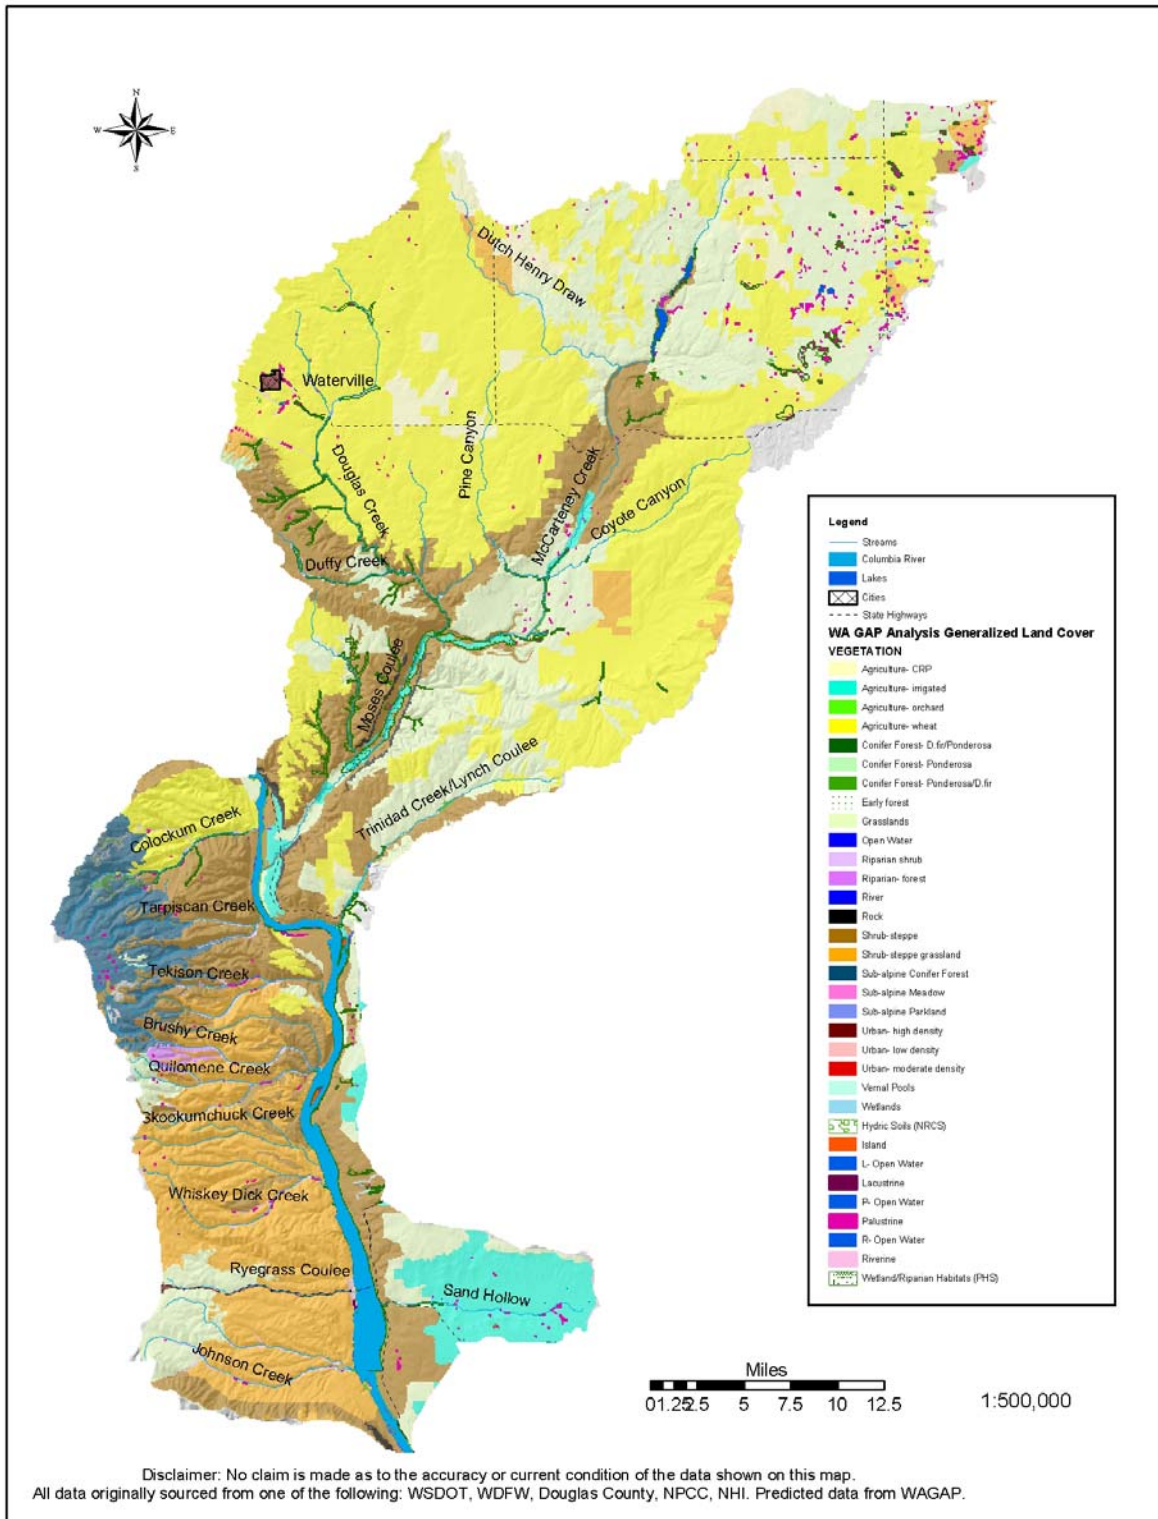 N
W E
S
Dutch Henry Draw
Waterville
Pine Canyon
Douglas Creek
McCarteney Creek
Coyote Canyon
Duffy Creek
Moses Coulee
Trinidad Creek/Lynch Coulee
Colockum Creek
Tarpiscan Creek
Tekison Creek
Brushy Creek
Quilomene Creek
Skookumchuck Creek
Whiskey Dick Creek
Ryegrass Coulee
Sand Hollow
Johnson Creek
Legend
Streams
Columbia River
Lakes
Cities
State Highways
WA GAP Analysis Generalized Land Cover
VEGETATION
Agriculture- CRP
Agriculture- irrigated
Agriculture- orchard
Agriculture- wheat
Conifer Forest- D.fir/Ponderosa
Conifer Forest- Ponderosa
Conifer Forest- Ponderosa/D.fir
Early forest
Grasslands
Open Water
Riparian shrub
Riparian- forest
River
Rock
Shrub-steppe
Shrub-steppe grassland
Sub-alpine Conifer Forest
Sub-alpine Meadow
Sub-alpine Parkland
Urban- high density
Urban- low density
Urban- moderate density
Vernal Pools
Wetlands
Hydric Soils (NRCS)
Island
L- Open Water
Lacustrine
P- Open Water
Palustrine
R- Open Water
Riverine
Wetland/Riparian Habitats (PHS)
Miles
0 1.25 2.5 5 7.5 10 12.5
1:500,000
Disclaimer: No claim is made as to the accuracy or current condition of the data shown on this map.
All data originally sourced from one of the following: WSDOT, WDFW, Douglas County, NPCC, NHI. Predicted data from WAGAP.